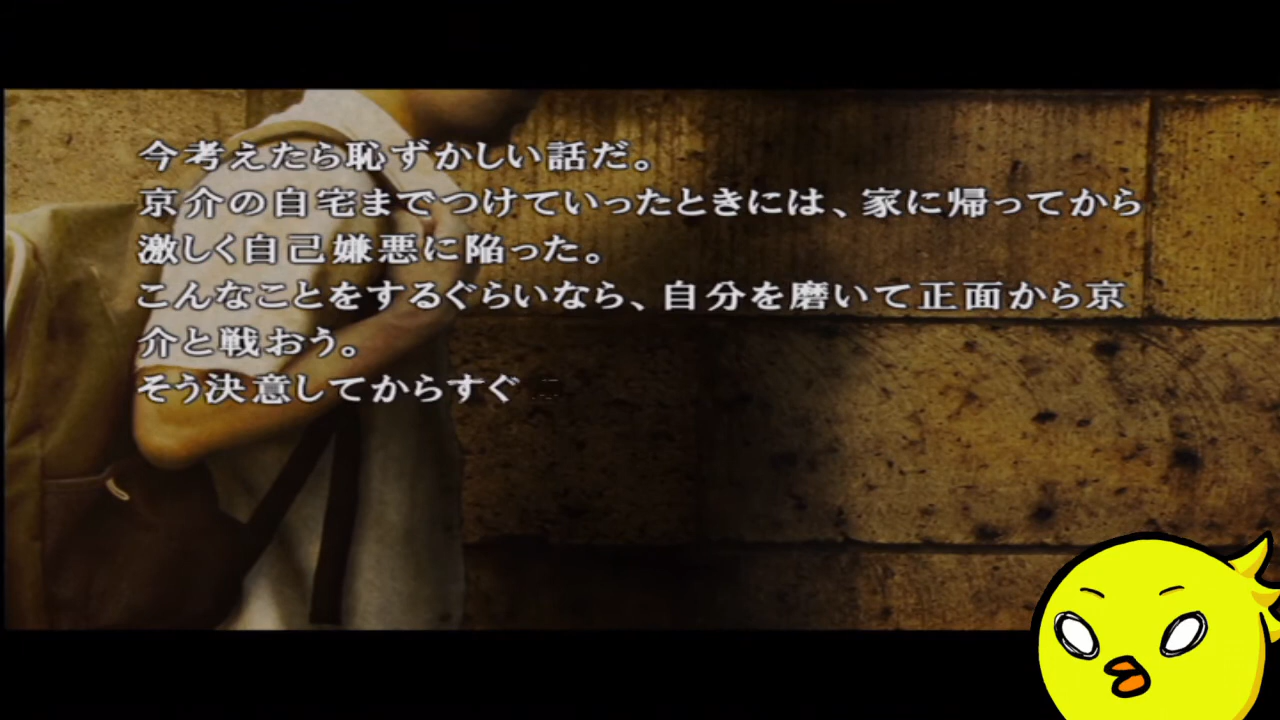 今考えたら恥ずかしい話だ。
京介の自宅までつけていったときには、家に帰ってから
激しく自己嫌悪に陥った。
こんなことをするぐらいなら、自分を磨いて正面から京
介と戦おう。
そう決意してからすぐ